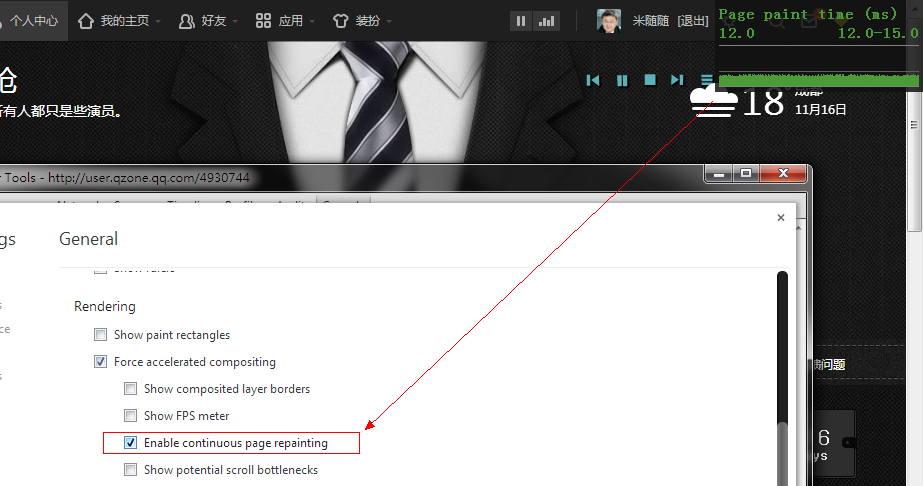 个人中心 我的主页 好友 应用 装扮 米随随 [退出]
Page paint time (ms)
12.0 12.0-15.0
有人都只是些演员。
18°
成都
11月16日
Tools - http://user.qzone.qq.com/4930744
General
Rendering
Show paint rectangles
Force accelerated compositing
Show composited layer borders
Show FPS meter
Enable continuous page repainting
Show potential scroll bottlenecks
问题
6